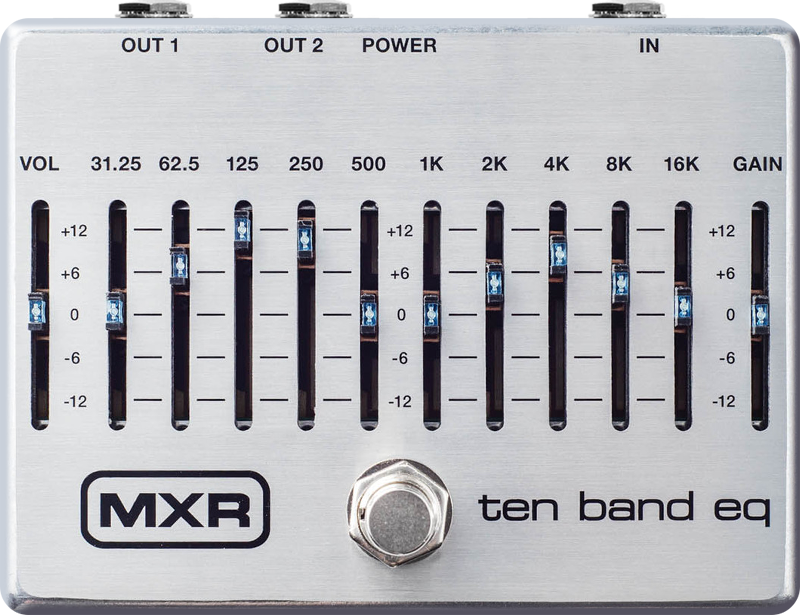 OUT 1 OUT 2 POWER IN
VOL 31.25 62.5 125 250 500 1K 2K 4K 8K 16K GAIN
+12 +12 +12
+6 +6 +6
0 0 0
-6 -6 -6
-12 -12 -12
MXR ten band eq